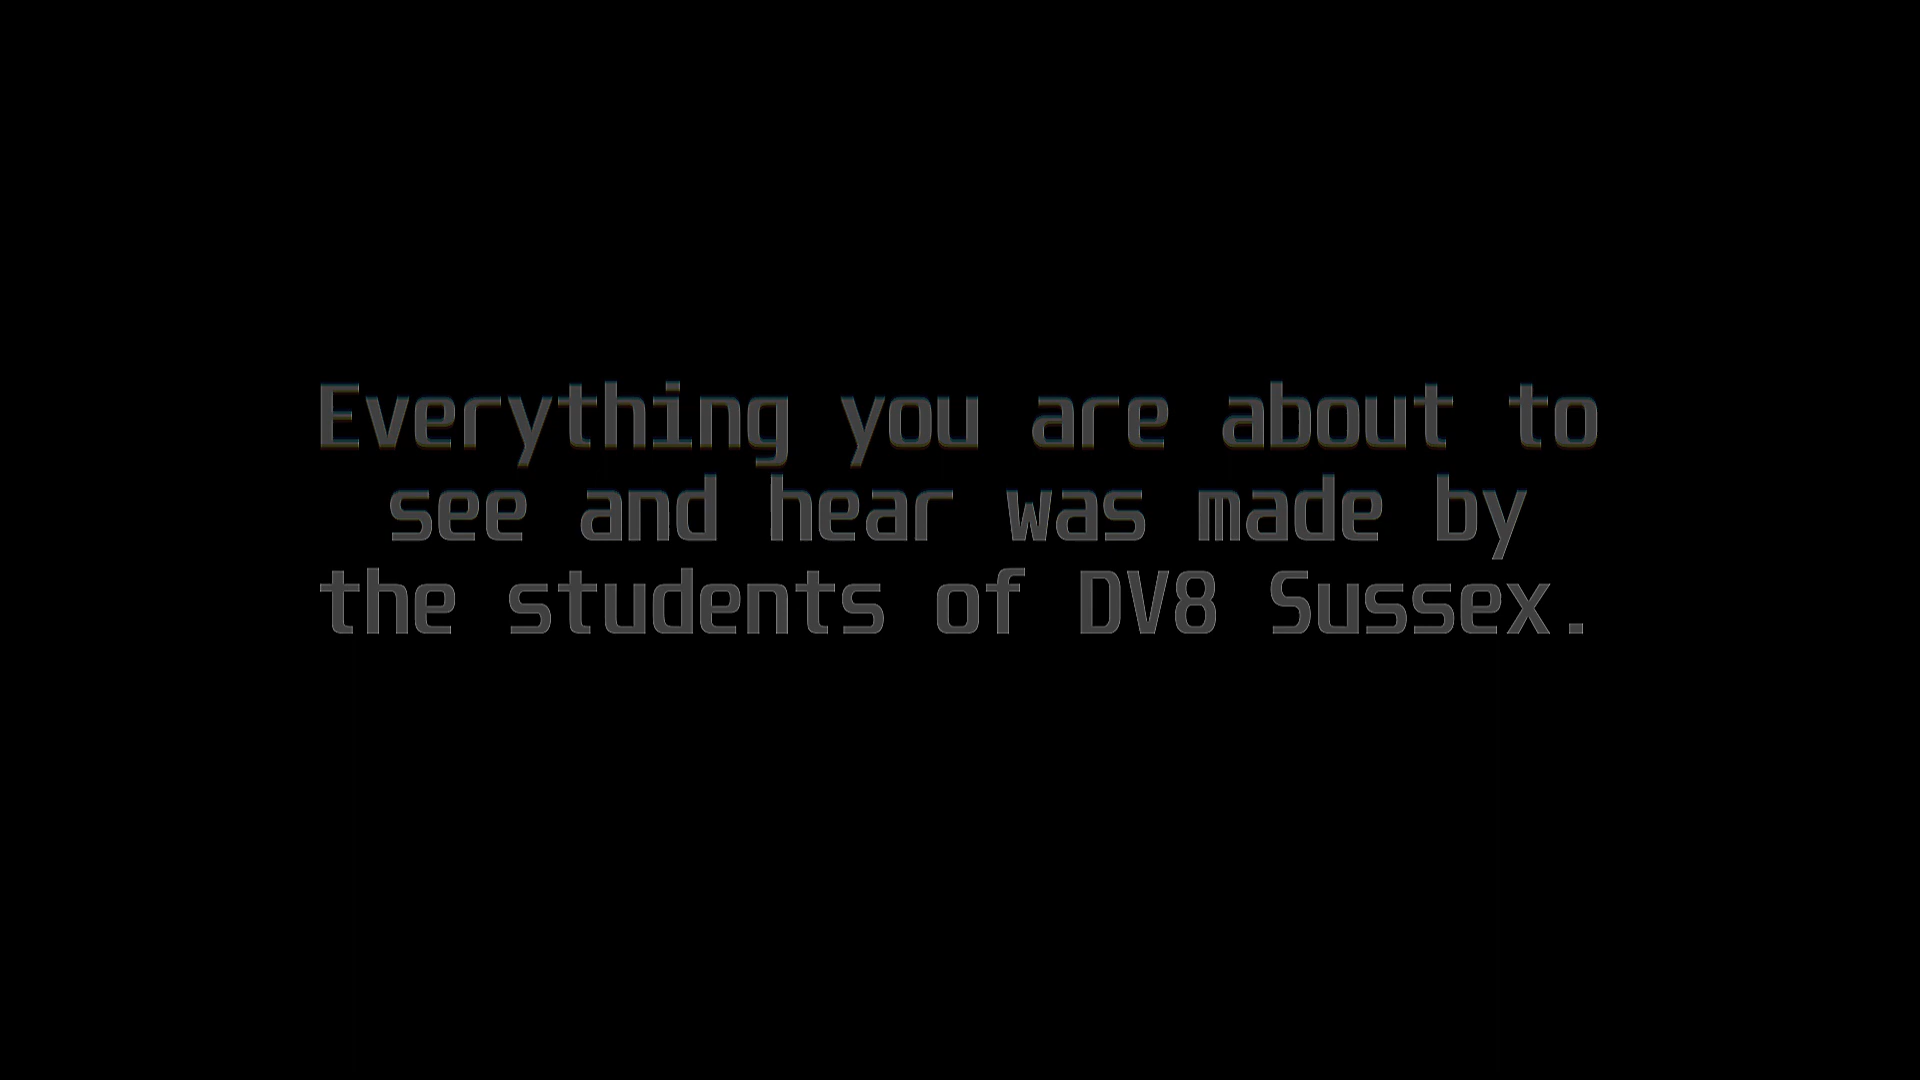 Everything you are about to
see and hear was made by
the students of DV8 Sussex.